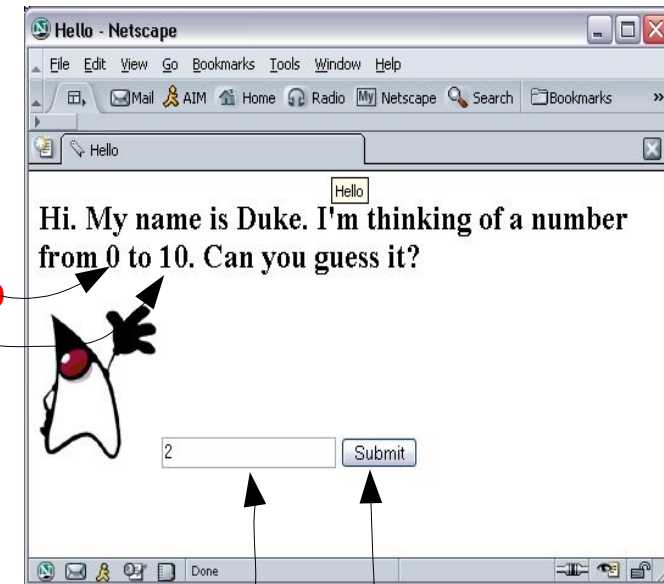 Hello - Netscape
File Edit View Go Bookmarks Tools Window Help
Mail AIM Home Radio My Netscape Search Bookmarks »
Hello
Hello
Hi. My name is Duke. I'm thinking of a number
from 0 to 10. Can you guess it?
2 Submit
Done